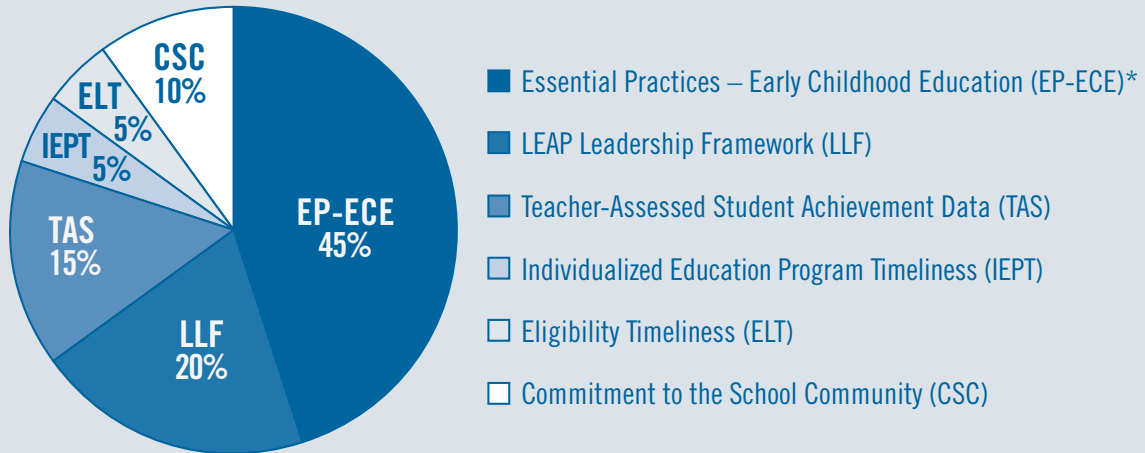 CSC
10%
ELT
5%
IEPT
5%
TAS
15%
LLF
20%
EP-ECE
45%
Essential Practices – Early Childhood Education (EP-ECE)*
LEAP Leadership Framework (LLF)
Teacher-Assessed Student Achievement Data (TAS)
Individualized Education Program Timeliness (IEPT)
Eligibility Timeliness (ELT)
Commitment to the School Community (CSC)